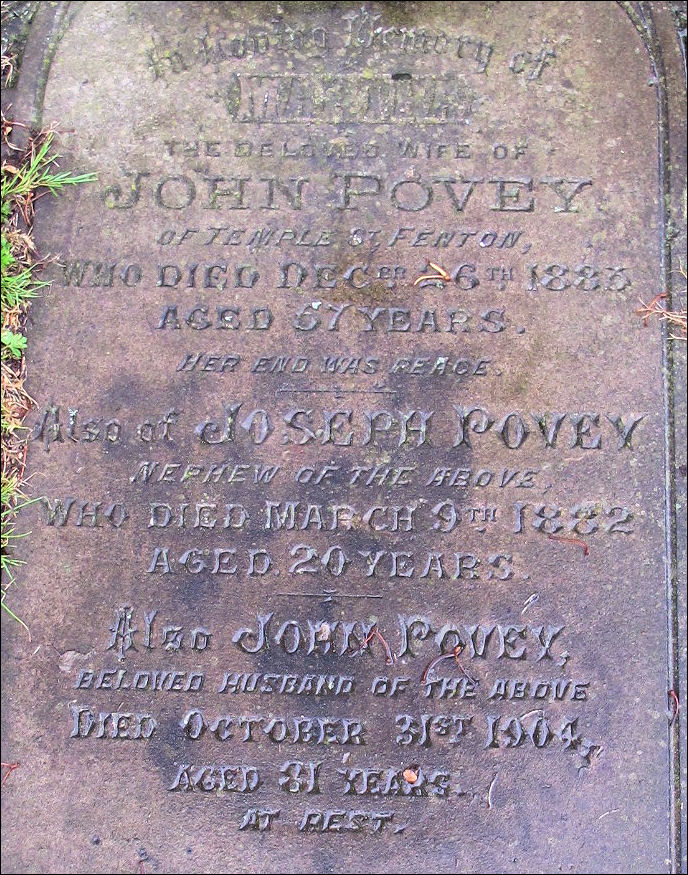 In Loving Memory of
MARTHA
THE BELOVED WIFE OF
JOHN POVEY
OF TEMPLE ST, FENTON,
WHO DIED DECBR 26TH 1883
AGED 57 YEARS.
HER END WAS PEACE.
Also of JOSEPH POVEY
NEPHEW OF THE ABOVE,
WHO DIED MARCH 9TH 1882
AGED 20 YEARS.
Also JOHN POVEY,
BELOVED HUSBAND OF THE ABOVE
DIED OCTOBER 31ST 1904,
AGED 81 YEARS.
AT REST.